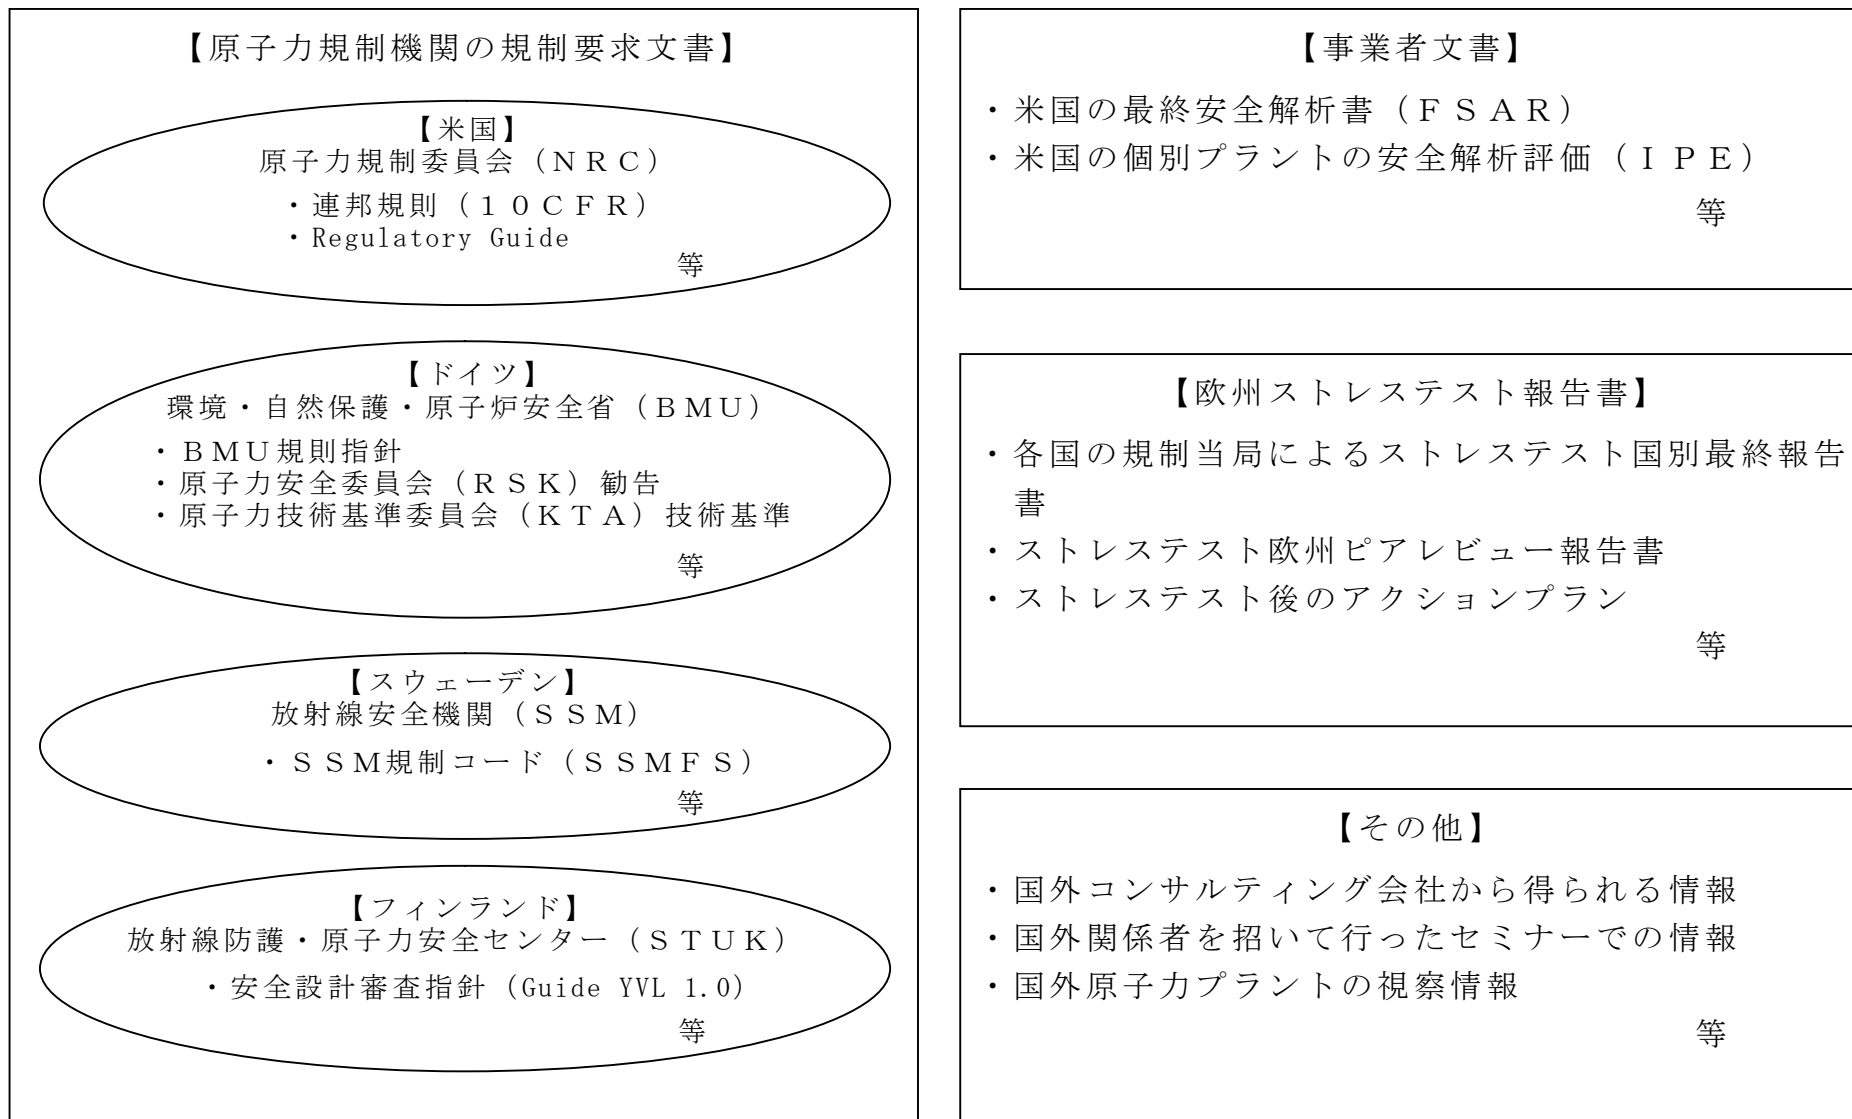 【原子力規制機関の規制要求文書】
【米国】
原子力規制委員会(NRC)
・連邦規則(10CFR)
・Regulatory Guide
等
【ドイツ】
環境・自然保護・原子炉安全省(BMU)
・BMU規則指針
・原子力安全委員会(RSK)勧告
・原子力技術基準委員会(KTA)技術基準
等
【スウェーデン】
放射線安全機関(SSM)
・SSM規制コード(SSMFS)
等
【フィンランド】
放射線防護・原子力安全センター(STUK)
・安全設計審査指針(Guide YVL 1.0)
等
【事業者文書】
・米国の最終安全解析書(FSAR)
・米国の個別プラントの安全解析評価(IPE)
等
【欧州ストレステスト報告書】
・各国の規制当局によるストレステスト国別最終報告
書
・ストレステスト欧州ピアレビュー報告書
・ストレステスト後のアクションプラン
等
【その他】
・国外コンサルティング会社から得られる情報
・国外関係者を招いて行ったセミナーでの情報
・国外原子力プラントの視察情報
等